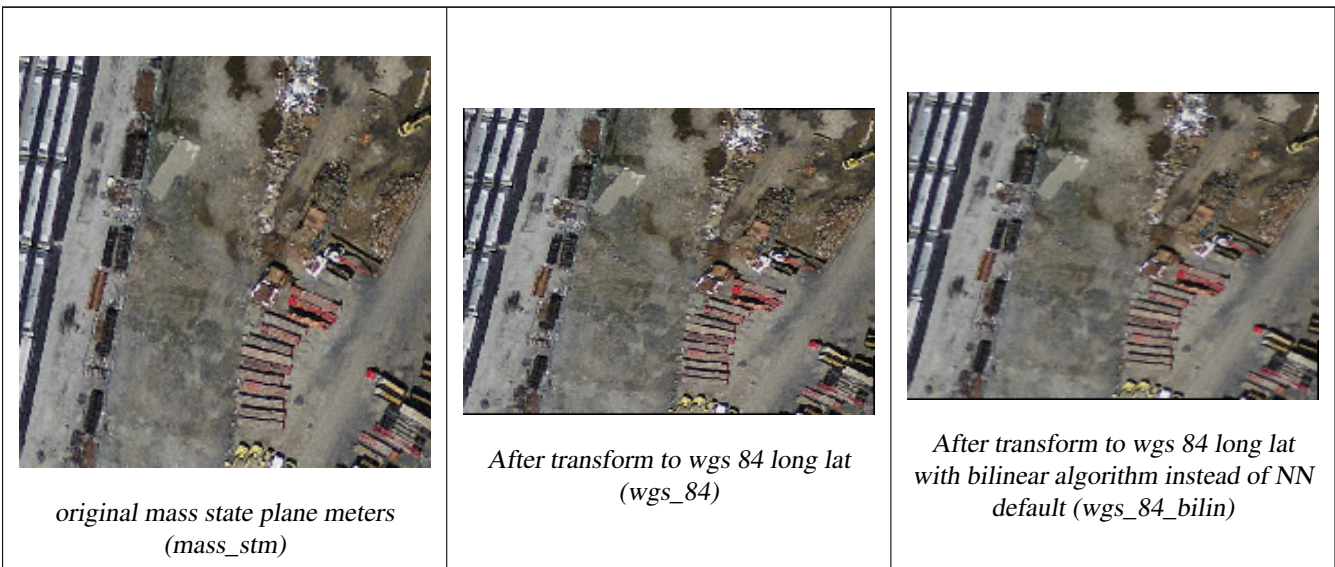 original mass state plane meters
(mass_stm)
After transform to wgs 84 long lat
(wgs_84)
After transform to wgs 84 long lat
with bilinear algorithm instead of NN
default (wgs_84_bilin)